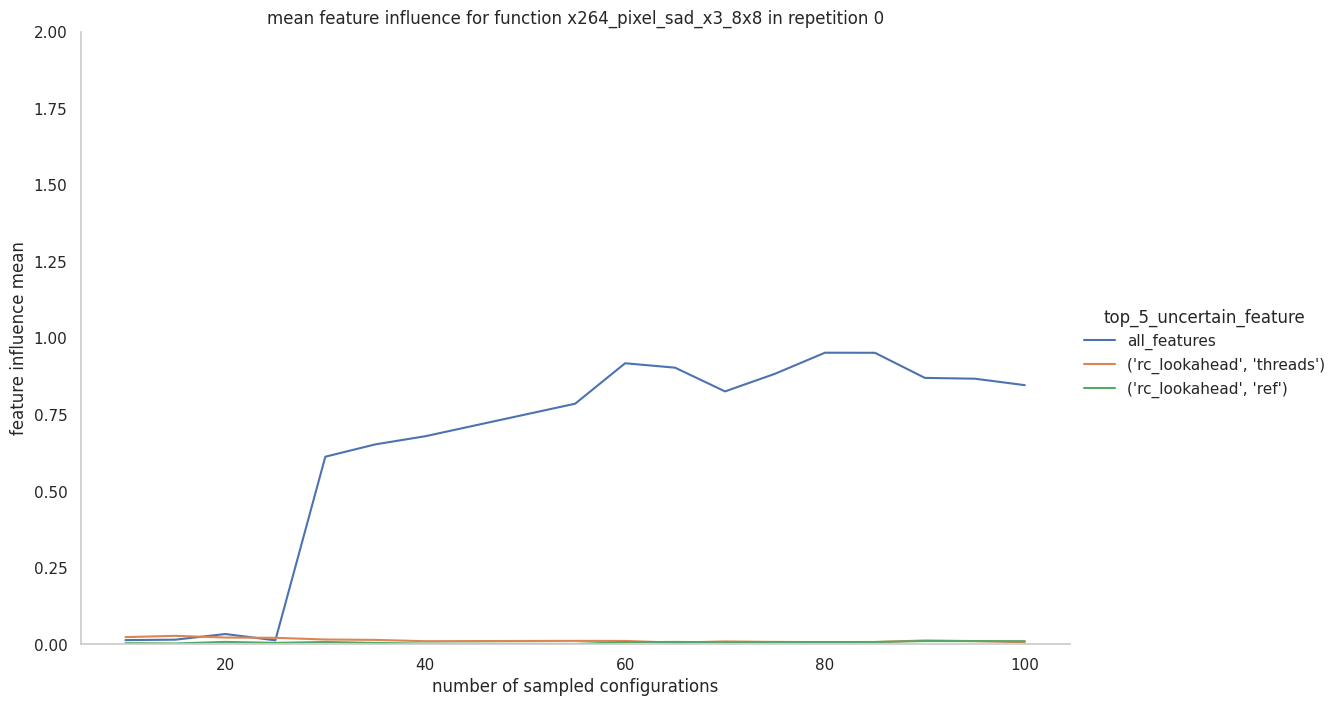 mean feature influence for function x264_pixel_sad_x3_8x8 in repetition 0
2.00
1.75
1.50
1.25
1.00
0.75
0.50
0.25
0.00
feature influence mean
20 40 60 80 100
number of sampled configurations
top_5_uncertain_feature
all_features
('rc_lookahead', 'threads')
('rc_lookahead', 'ref')